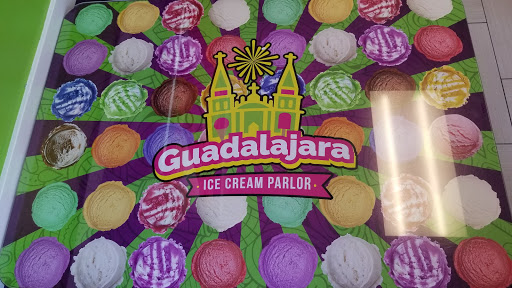 Guadalajara
· ICE CREAM PARLOR ·